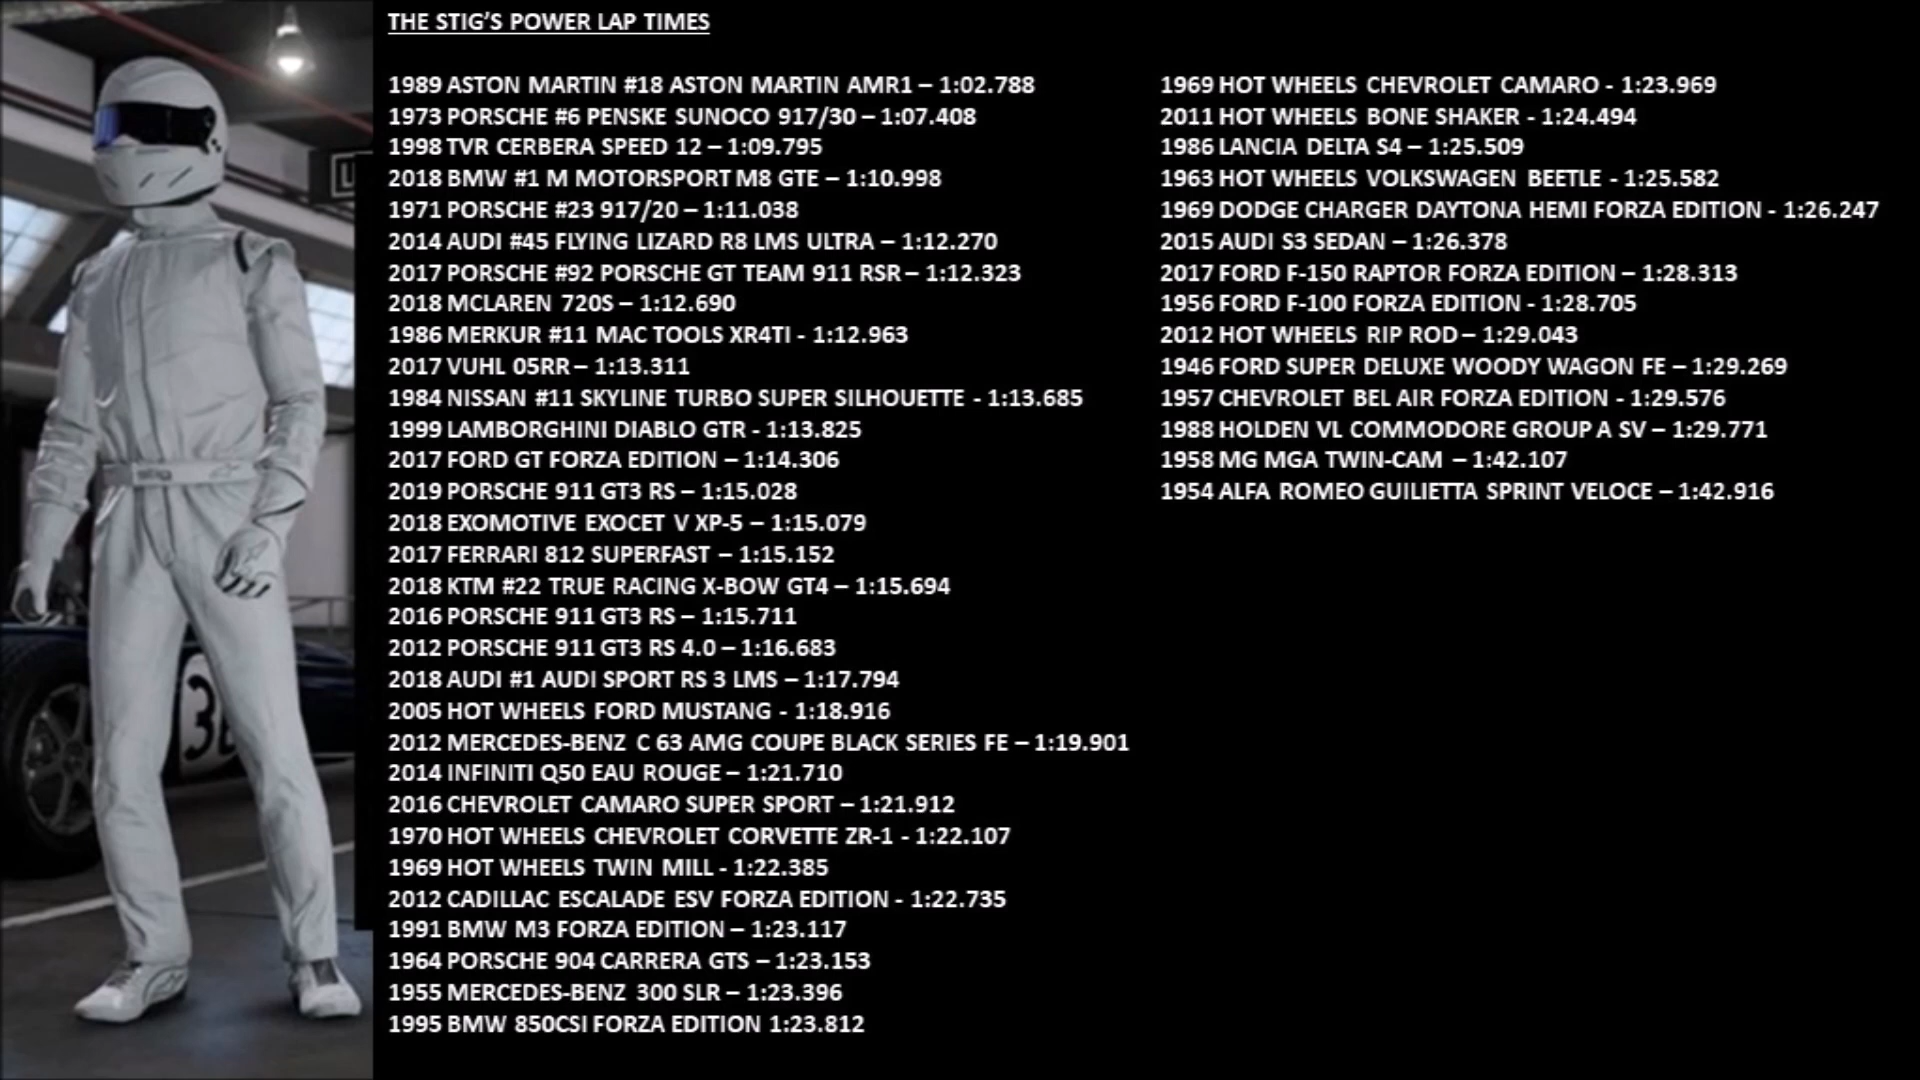 THE STIG'S POWER LAP TIMES
1989 ASTON MARTIN #18 ASTON MARTIN AMR1 – 1:02.788
1973 PORSCHE #6 PENSKE SUNOCO 917/30 – 1:07.408
1998 TVR CERBERA SPEED 12 – 1:09.795
2018 BMW #1 M MOTORSPORT M8 GTE – 1:10.998
1971 PORSCHE #23 917/20 – 1:11.038
2014 AUDI #45 FLYING LIZARD R8 LMS ULTRA – 1:12.270
2017 PORSCHE #92 PORSCHE GT TEAM 911 RSR – 1:12.323
2018 MCLAREN 720S – 1:12.690
1986 MERKUR #11 MAC TOOLS XR4TI - 1:12.963
2017 VUHL 05RR – 1:13.311
1984 NISSAN #11 SKYLINE TURBO SUPER SILHOUETTE - 1:13.685
1999 LAMBORGHINI DIABLO GTR - 1:13.825
2017 FORD GT FORZA EDITION – 1:14.306
2019 PORSCHE 911 GT3 RS – 1:15.028
2018 EXOMOTIVE EXOCET V XP-5 – 1:15.079
2017 FERRARI 812 SUPERFAST – 1:15.152
2018 KTM #22 TRUE RACING X-BOW GT4 – 1:15.694
2016 PORSCHE 911 GT3 RS – 1:15.711
2012 PORSCHE 911 GT3 RS 4.0 – 1:16.683
2018 AUDI #1 AUDI SPORT RS 3 LMS – 1:17.794
2005 HOT WHEELS FORD MUSTANG - 1:18.916
2012 MERCEDES-BENZ C 63 AMG COUPE BLACK SERIES FE – 1:19.901
2014 INFINITI Q50 EAU ROUGE – 1:21.710
2016 CHEVROLET CAMARO SUPER SPORT – 1:21.912
1970 HOT WHEELS CHEVROLET CORVETTE ZR-1 - 1:22.107
1969 HOT WHEELS TWIN MILL - 1:22.385
2012 CADILLAC ESCALADE ESV FORZA EDITION - 1:22.735
1991 BMW M3 FORZA EDITION – 1:23.117
1964 PORSCHE 904 CARRERA GTS – 1:23.153
1955 MERCEDES-BENZ 300 SLR – 1:23.396
1995 BMW 850CSI FORZA EDITION 1:23.812
1969 HOT WHEELS CHEVROLET CAMARO - 1:23.969
2011 HOT WHEELS BONE SHAKER - 1:24.494
1986 LANCIA DELTA S4 – 1:25.509
1963 HOT WHEELS VOLKSWAGEN BEETLE - 1:25.582
1969 DODGE CHARGER DAYTONA HEMI FORZA EDITION - 1:26.247
2015 AUDI S3 SEDAN – 1:26.378
2017 FORD F-150 RAPTOR FORZA EDITION – 1:28.313
1956 FORD F-100 FORZA EDITION - 1:28.705
2012 HOT WHEELS RIP ROD – 1:29.043
1946 FORD SUPER DELUXE WOODY WAGON FE – 1:29.269
1957 CHEVROLET BEL AIR FORZA EDITION - 1:29.576
1988 HOLDEN VL COMMODORE GROUP A SV – 1:29.771
1958 MG MGA TWIN-CAM – 1:42.107
1954 ALFA ROMEO GUILIETTA SPRINT VELOCE – 1:42.916